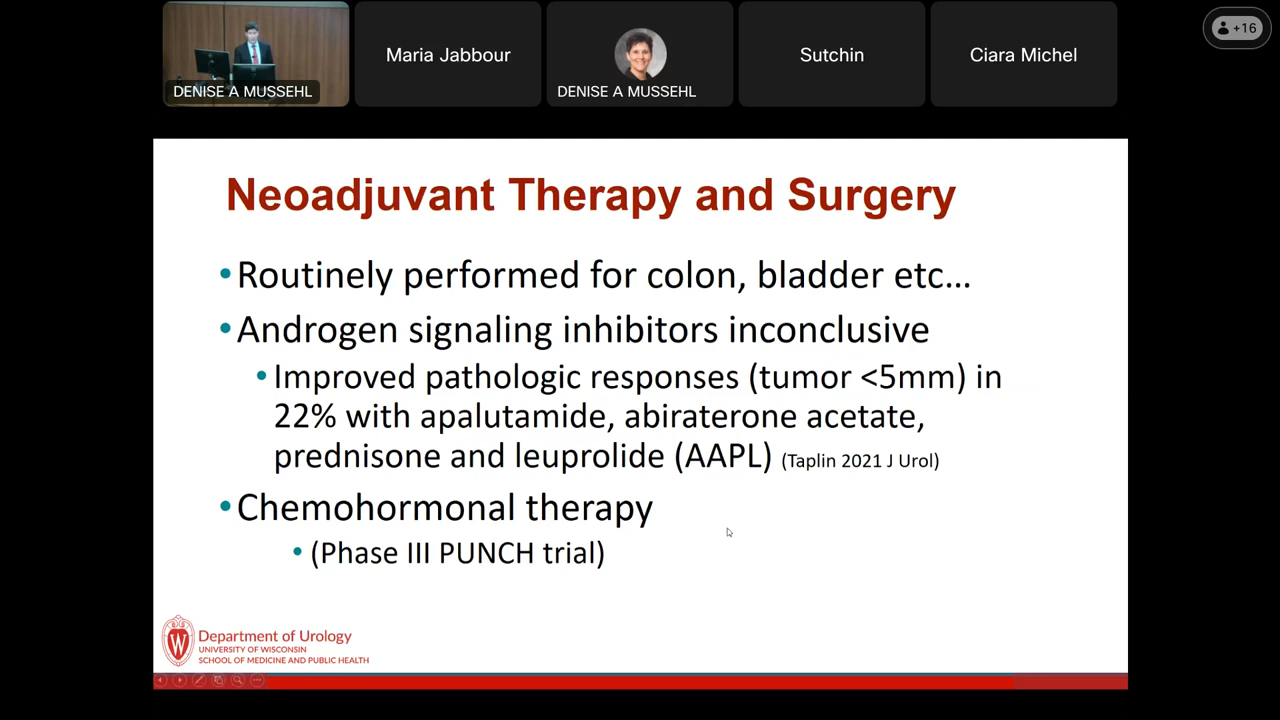 +16
DENISE A MUSSEHL
Maria Jabbour
DENISE A MUSSEHL
Sutchin
Ciara Michel
Neoadjuvant Therapy and Surgery
•Routinely performed for colon, bladder etc...
•Androgen signaling inhibitors inconclusive
•Improved pathologic responses (tumor <5mm) in
22% with apalutamide, abiraterone acetate,
prednisone and leuprolide (AAPL) (Taplin 2021 J Urol)
•Chemohormonal therapy
•(Phase III PUNCH trial)
W
Department of Urology
UNIVERSITY OF WISCONSIN
SCHOOL OF MEDICINE AND PUBLIC HEALTH